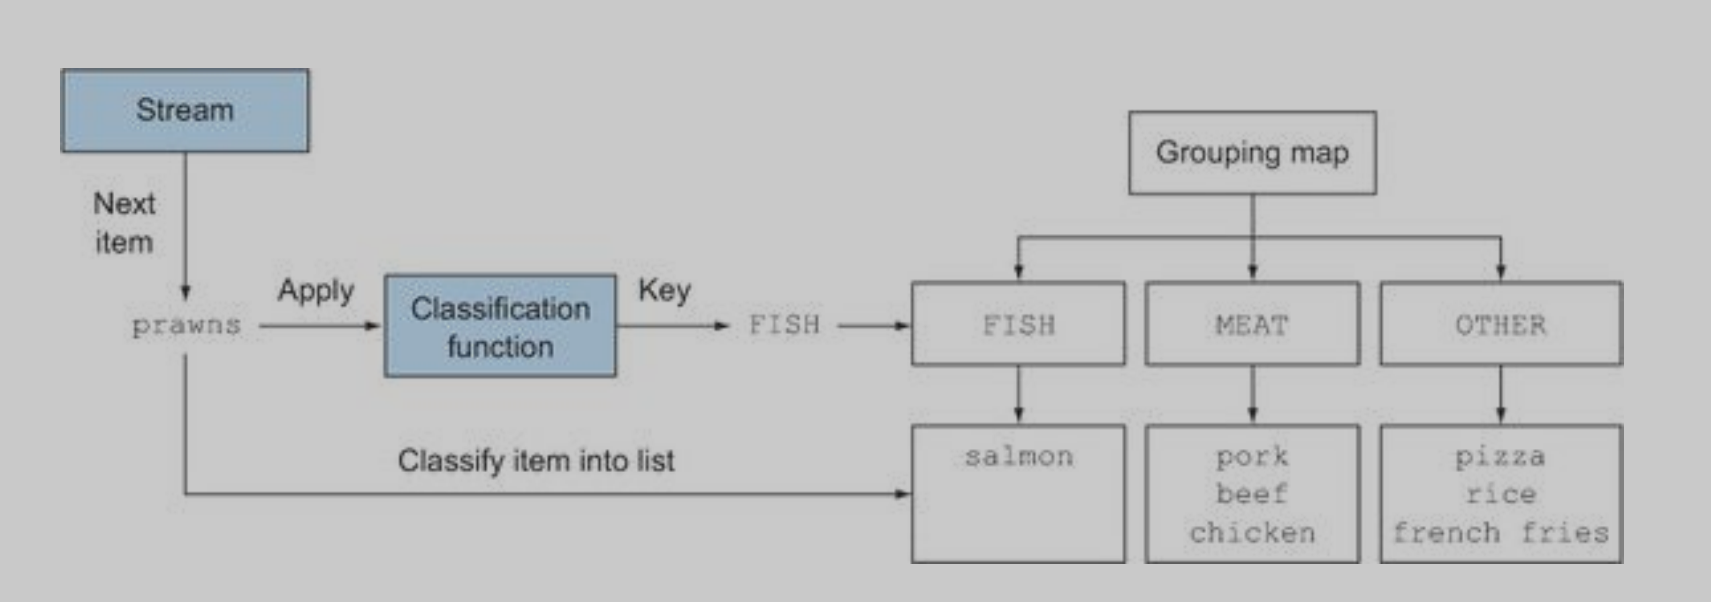 Stream
Grouping map
Next
item
Apply
Classification
function
Key
prawns
FISH
FISH
MEAT
OTHER
Classify item into list
salmon
pork
beef
chicken
pizza
rice
french fries